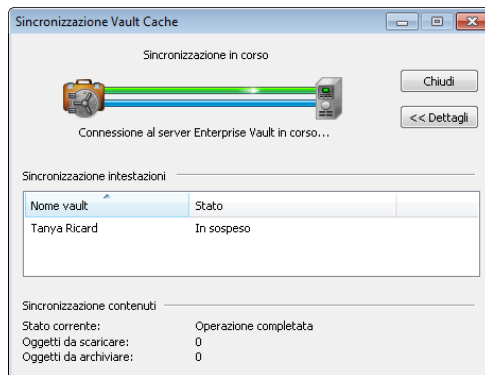 Sincronizzazione Vault Cache
Sincronizzazione in corso
Chiudi
<< Dettagli
Connessione al server Enterprise Vault in corso...
Sincronizzazione intestazioni
Nome vault Stato
Tanya Ricard In sospeso
Sincronizzazione contenuti
Stato corrente: Operazione completata
Oggetti da scaricare: 0
Oggetti da archiviare: 0